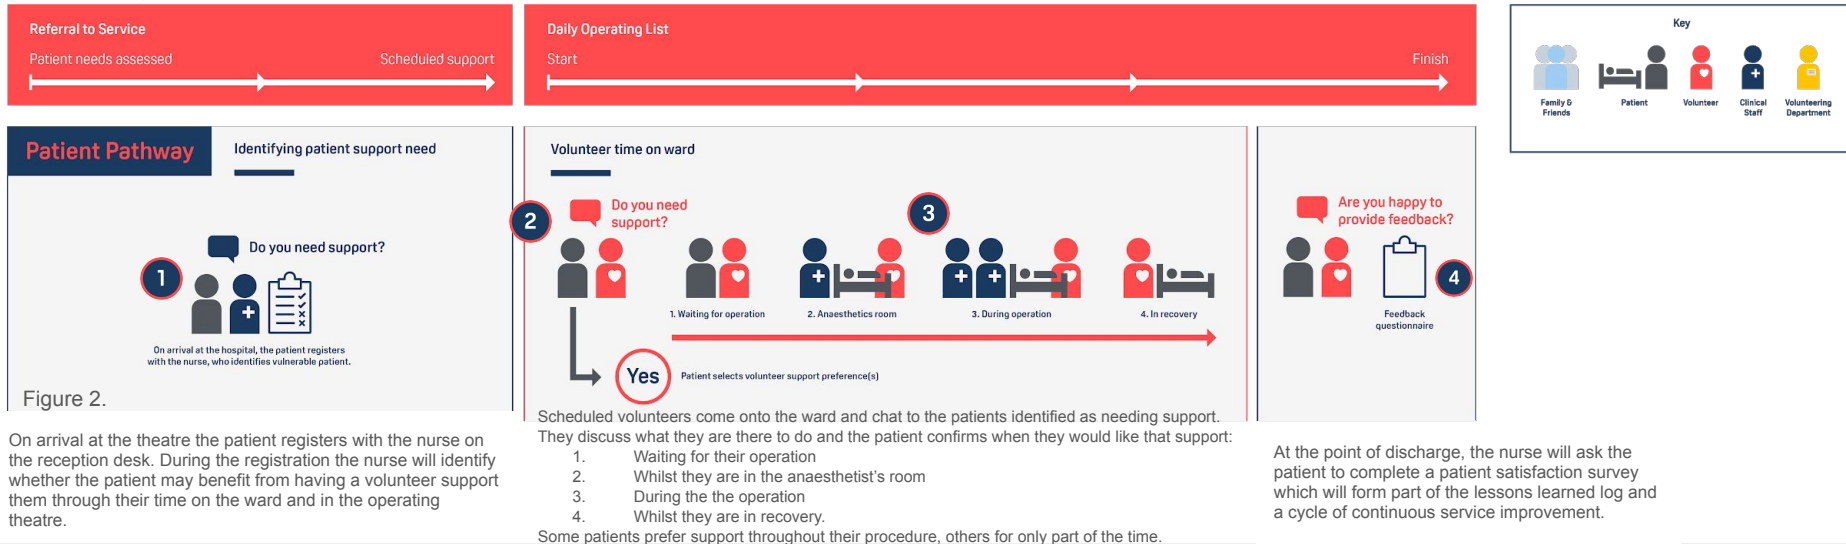 Referral to Service
Patient needs assessed
Scheduled support
Daily Operating List
Start
Finish
Key
Family &
Friends
Patient
Volunteer
Clinical
Staff
Volunteering
Department
Patient Pathway
Identifying patient support need
Do you need support?
1
On arrival at the hospital, the patient registers
with the nurse, who identifies vulnerable patient.
Figure 2.
On arrival at the theatre the patient registers with the nurse on
the reception desk. During the registration the nurse will identify
whether the patient may benefit from having a volunteer support
them through their time on the ward and in the operating
theatre.
Volunteer time on ward
2
Do you need
support?
3
1. Waiting for operation
2. Anaesthetics room
3. During operation
4. In recovery
Yes
Patient selects volunteer support preference(s)
Scheduled volunteers come onto the ward and chat to the patients identified as needing support.
They discuss what they are there to do and the patient confirms when they would like that support:
1. Waiting for their operation
2. Whilst they are in the anaesthetist's room
3. During the the operation
4. Whilst they are in recovery.
Some patients prefer support throughout their procedure, others for only part of the time.
Are you happy to
provide feedback?
4
Feedback
questionnaire
At the point of discharge, the nurse will ask the
patient to complete a patient satisfaction survey
which will form part of the lessons learned log and
a cycle of continuous service improvement.